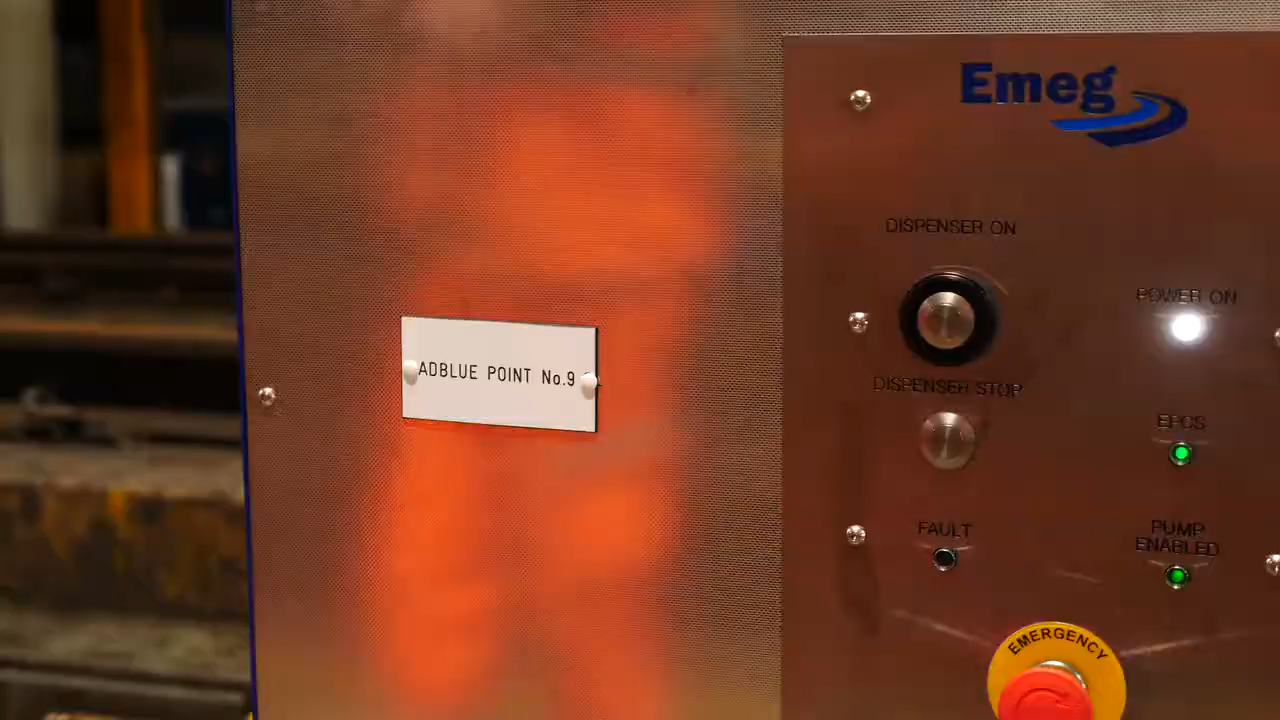 Emeg
DISPENSER ON
POWER ON
ADBLUE POINT No.9
DISPENSER STOP
EPCS
FAULT
PUMP
ENABLED
EMERGENCY